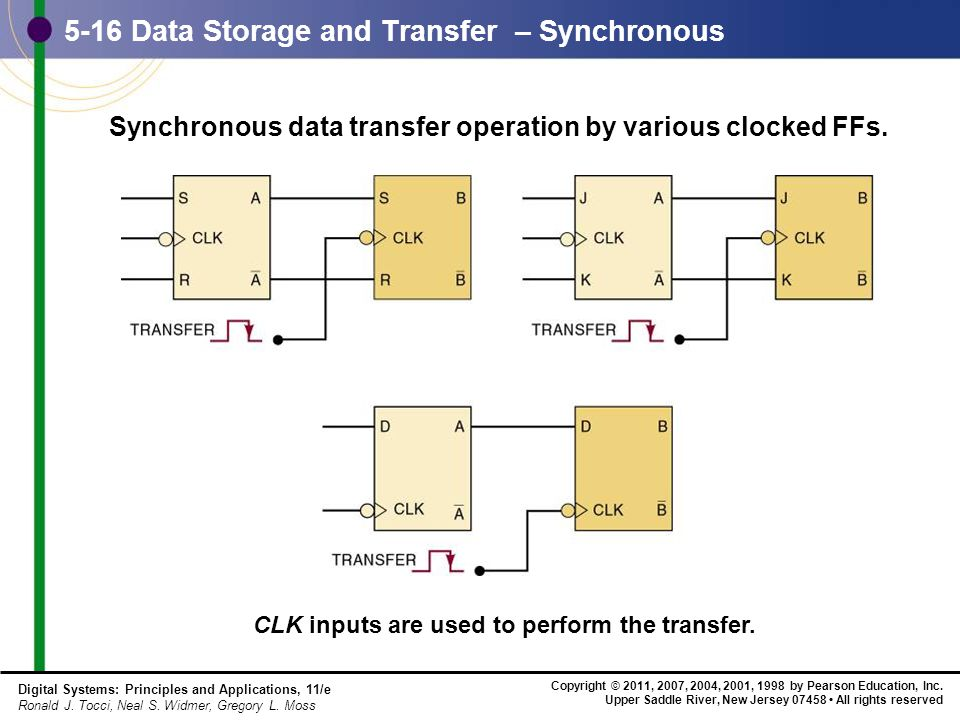 5-16 Data Storage and Transfer – Synchronous
Synchronous data transfer operation by various clocked FFs.
S A S B
CLK CLK
R A̅ R B̅
TRANSFER
J A J B
CLK CLK
K A̅ K B̅
TRANSFER
D A D B
CLK A̅ CLK B̅
TRANSFER
CLK inputs are used to perform the transfer.
Digital Systems: Principles and Applications, 11/e
Ronald J. Tocci, Neal S. Widmer, Gregory L. Moss
Copyright © 2011, 2007, 2004, 2001, 1998 by Pearson Education, Inc.
Upper Saddle River, New Jersey 07458 • All rights reserved